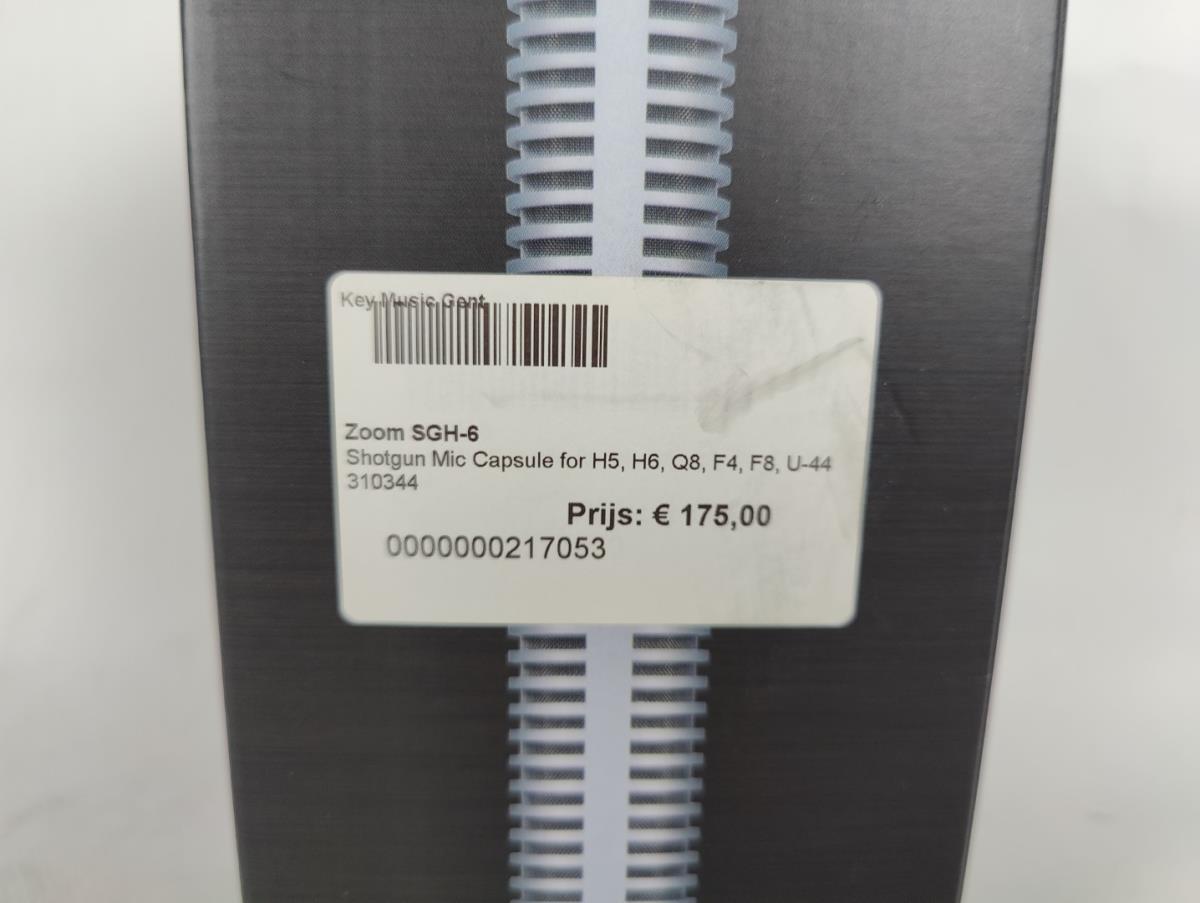 Key Music Gent
Zoom SGH-6
Shotgun Mic Capsule for H5, H6, Q8, F4, F8, U-44
310344
Prijs: € 175,00
0000000217053